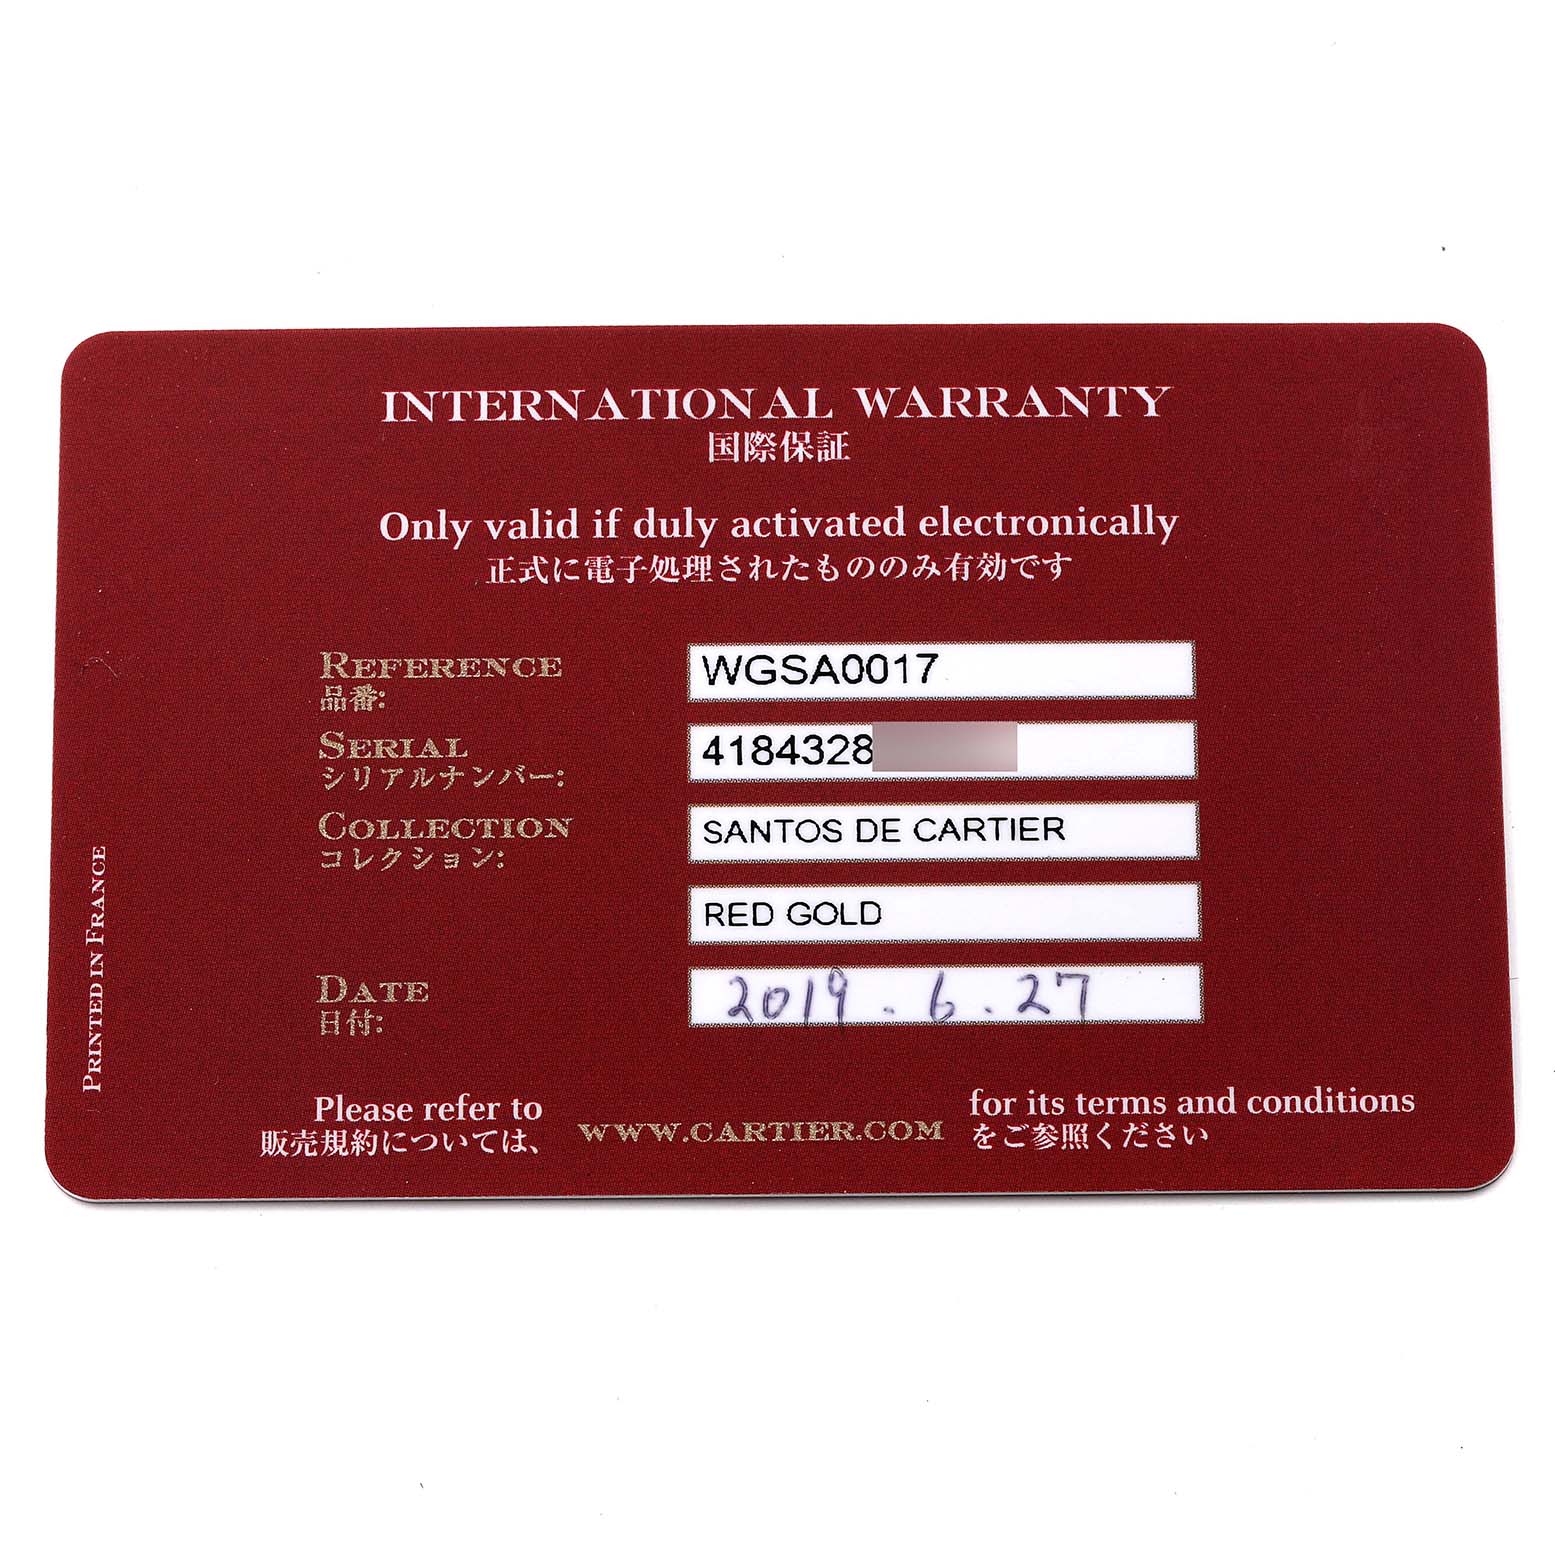 INTERNATIONAL WARRANTY
国際保証
Only valid if duly activated electronically
正式に電子処理されたもののみ有効です
REFERENCE WGSA0017
品番:
SERIAL 4184328
シリアルナンバー:
COLLECTION SANTOS DE CARTIER
コレクション:
RED GOLD
DATE 2019.6.27
日付:
PRINTED IN FRANCE
Please refer to WWW.CARTIER.COM for its terms and conditions
販売規約については、 をご参照ください